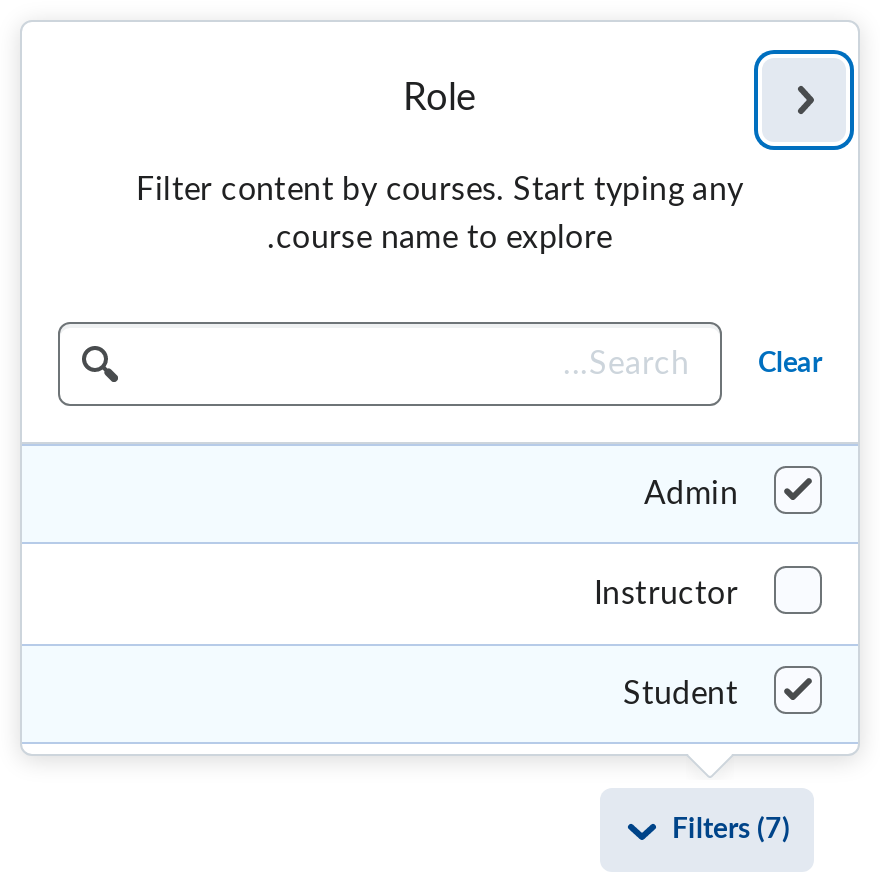 Role
Filter content by courses. Start typing any
.course name to explore
...Search
Clear
Admin
Instructor
Student
Filters (7)